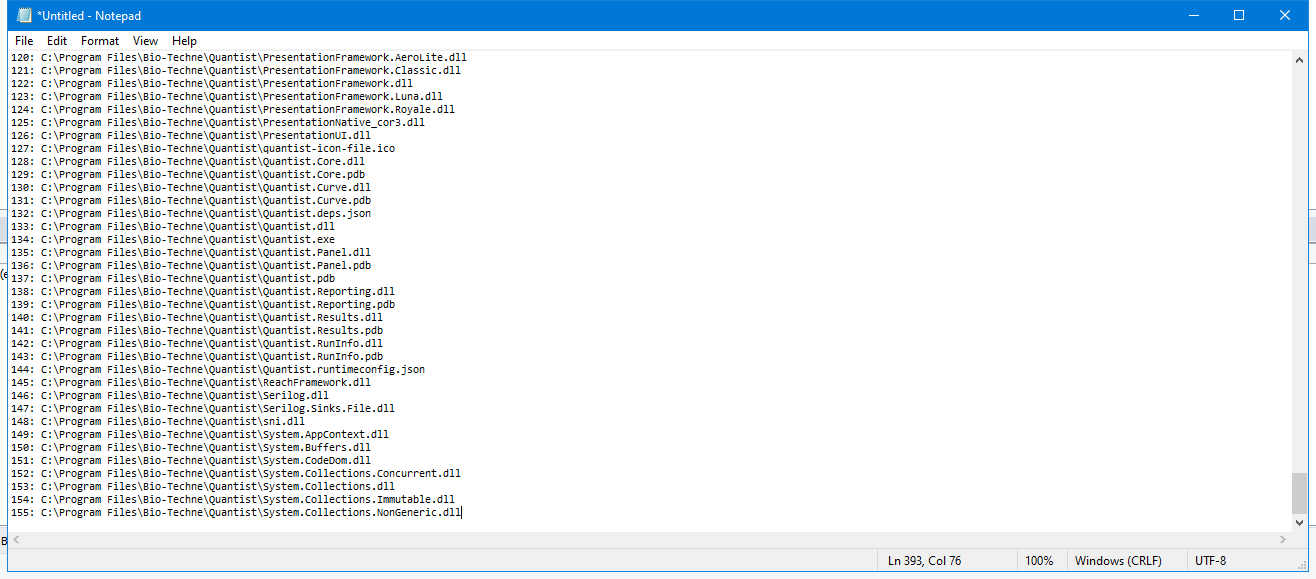 *Untitled - Notepad
File Edit Format View Help
120: C:\Program Files\Bio-Techne\Quantist\PresentationFramework.AeroLite.dll
121: C:\Program Files\Bio-Techne\Quantist\PresentationFramework.Classic.dll
122: C:\Program Files\Bio-Techne\Quantist\PresentationFramework.dll
123: C:\Program Files\Bio-Techne\Quantist\PresentationFramework.Luna.dll
124: C:\Program Files\Bio-Techne\Quantist\PresentationFramework.Royale.dll
125: C:\Program Files\Bio-Techne\Quantist\PresentationNative_cor3.dll
126: C:\Program Files\Bio-Techne\Quantist\PresentationUI.dll
127: C:\Program Files\Bio-Techne\Quantist\quantist-icon-file.ico
128: C:\Program Files\Bio-Techne\Quantist\Quantist.Core.dll
129: C:\Program Files\Bio-Techne\Quantist\Quantist.Core.pdb
130: C:\Program Files\Bio-Techne\Quantist\Quantist.Curve.dll
131: C:\Program Files\Bio-Techne\Quantist\Quantist.Curve.pdb
132: C:\Program Files\Bio-Techne\Quantist\Quantist.deps.json
133: C:\Program Files\Bio-Techne\Quantist\Quantist.dll
134: C:\Program Files\Bio-Techne\Quantist\Quantist.exe
135: C:\Program Files\Bio-Techne\Quantist\Quantist.Panel.dll
136: C:\Program Files\Bio-Techne\Quantist\Quantist.Panel.pdb
137: C:\Program Files\Bio-Techne\Quantist\Quantist.pdb
138: C:\Program Files\Bio-Techne\Quantist\Quantist.Reporting.dll
139: C:\Program Files\Bio-Techne\Quantist\Quantist.Reporting.pdb
140: C:\Program Files\Bio-Techne\Quantist\Quantist.Results.dll
141: C:\Program Files\Bio-Techne\Quantist\Quantist.Results.pdb
142: C:\Program Files\Bio-Techne\Quantist\Quantist.RunInfo.dll
143: C:\Program Files\Bio-Techne\Quantist\Quantist.RunInfo.pdb
144: C:\Program Files\Bio-Techne\Quantist\Quantist.runtimeconfig.json
145: C:\Program Files\Bio-Techne\Quantist\ReachFramework.dll
146: C:\Program Files\Bio-Techne\Quantist\Serilog.dll
147: C:\Program Files\Bio-Techne\Quantist\Serilog.Sinks.File.dll
148: C:\Program Files\Bio-Techne\Quantist\sni.dll
149: C:\Program Files\Bio-Techne\Quantist\System.AppContext.dll
150: C:\Program Files\Bio-Techne\Quantist\System.Buffers.dll
151: C:\Program Files\Bio-Techne\Quantist\System.CodeDom.dll
152: C:\Program Files\Bio-Techne\Quantist\System.Collections.Concurrent.dll
153: C:\Program Files\Bio-Techne\Quantist\System.Collections.dll
154: C:\Program Files\Bio-Techne\Quantist\System.Collections.Immutable.dll
155: C:\Program Files\Bio-Techne\Quantist\System.Collections.NonGeneric.dll
Ln 393, Col 76 100% Windows (CRLF) UTF-8